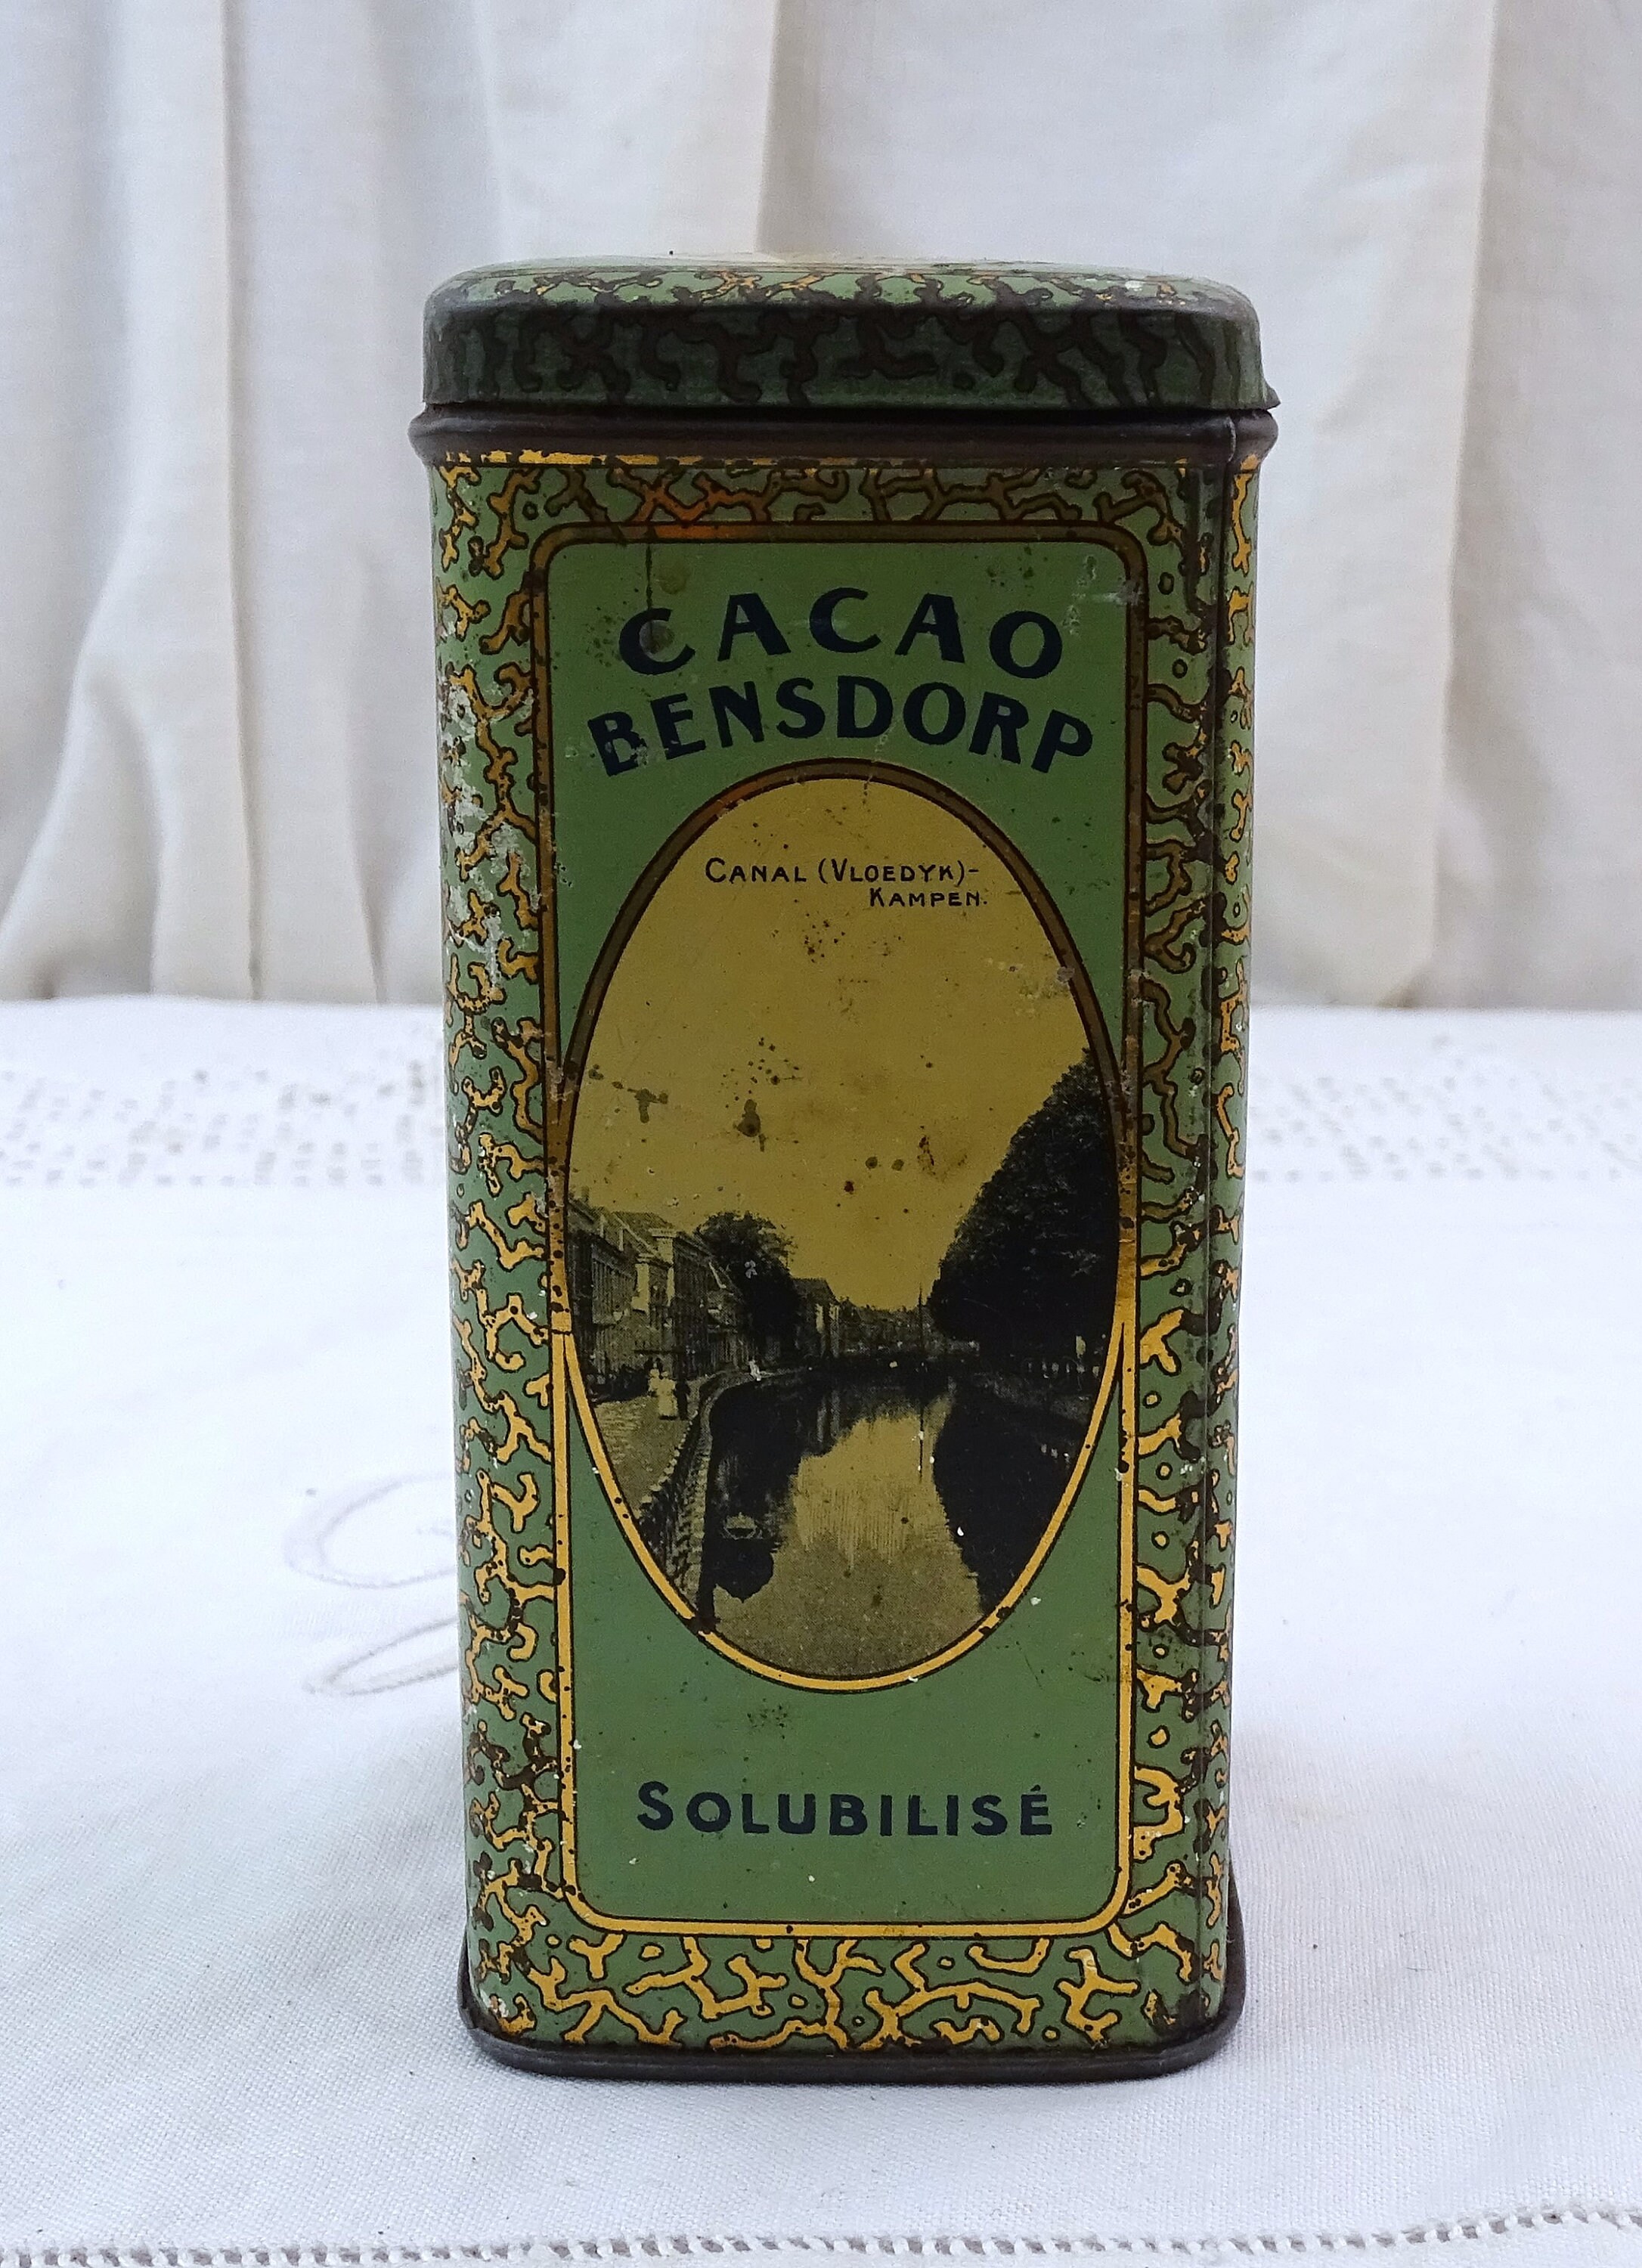 CACAO
BENSDORP
CANAL (VLOEDYK)-
KAMPEN.
SOLUBILISÉ